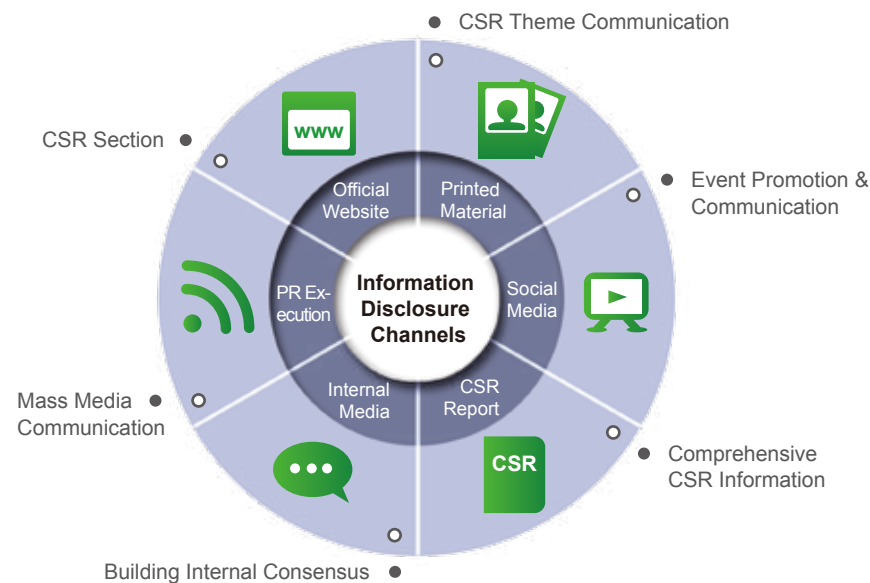 CSR Theme Communication
CSR Section
www
Event Promotion &
Communication
Official
Website
Printed
Material
PR Ex-
ecution
Information
Disclosure
Channels
Social
Media
Internal
Media
CSR
Report
Mass Media
Communication
CSR
Comprehensive
CSR Information
Building Internal Consensus